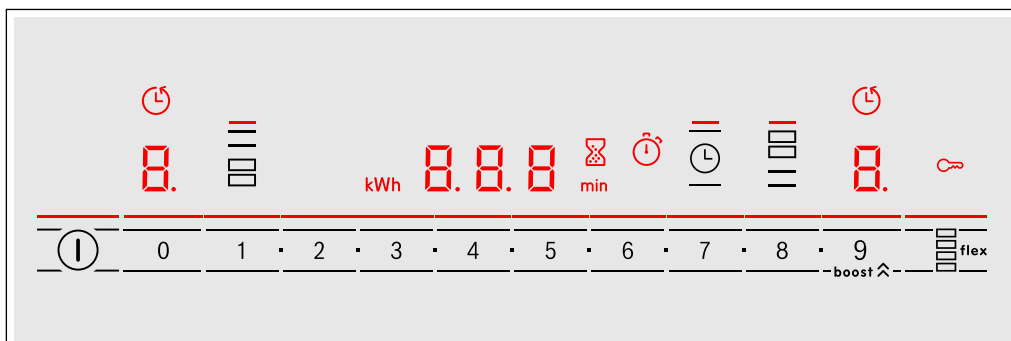 8. 8.8.8 8.
kWh min
0 1 · 2 · 3 · 4 · 5 · 6 · 7 · 8 · 9 flex
boost